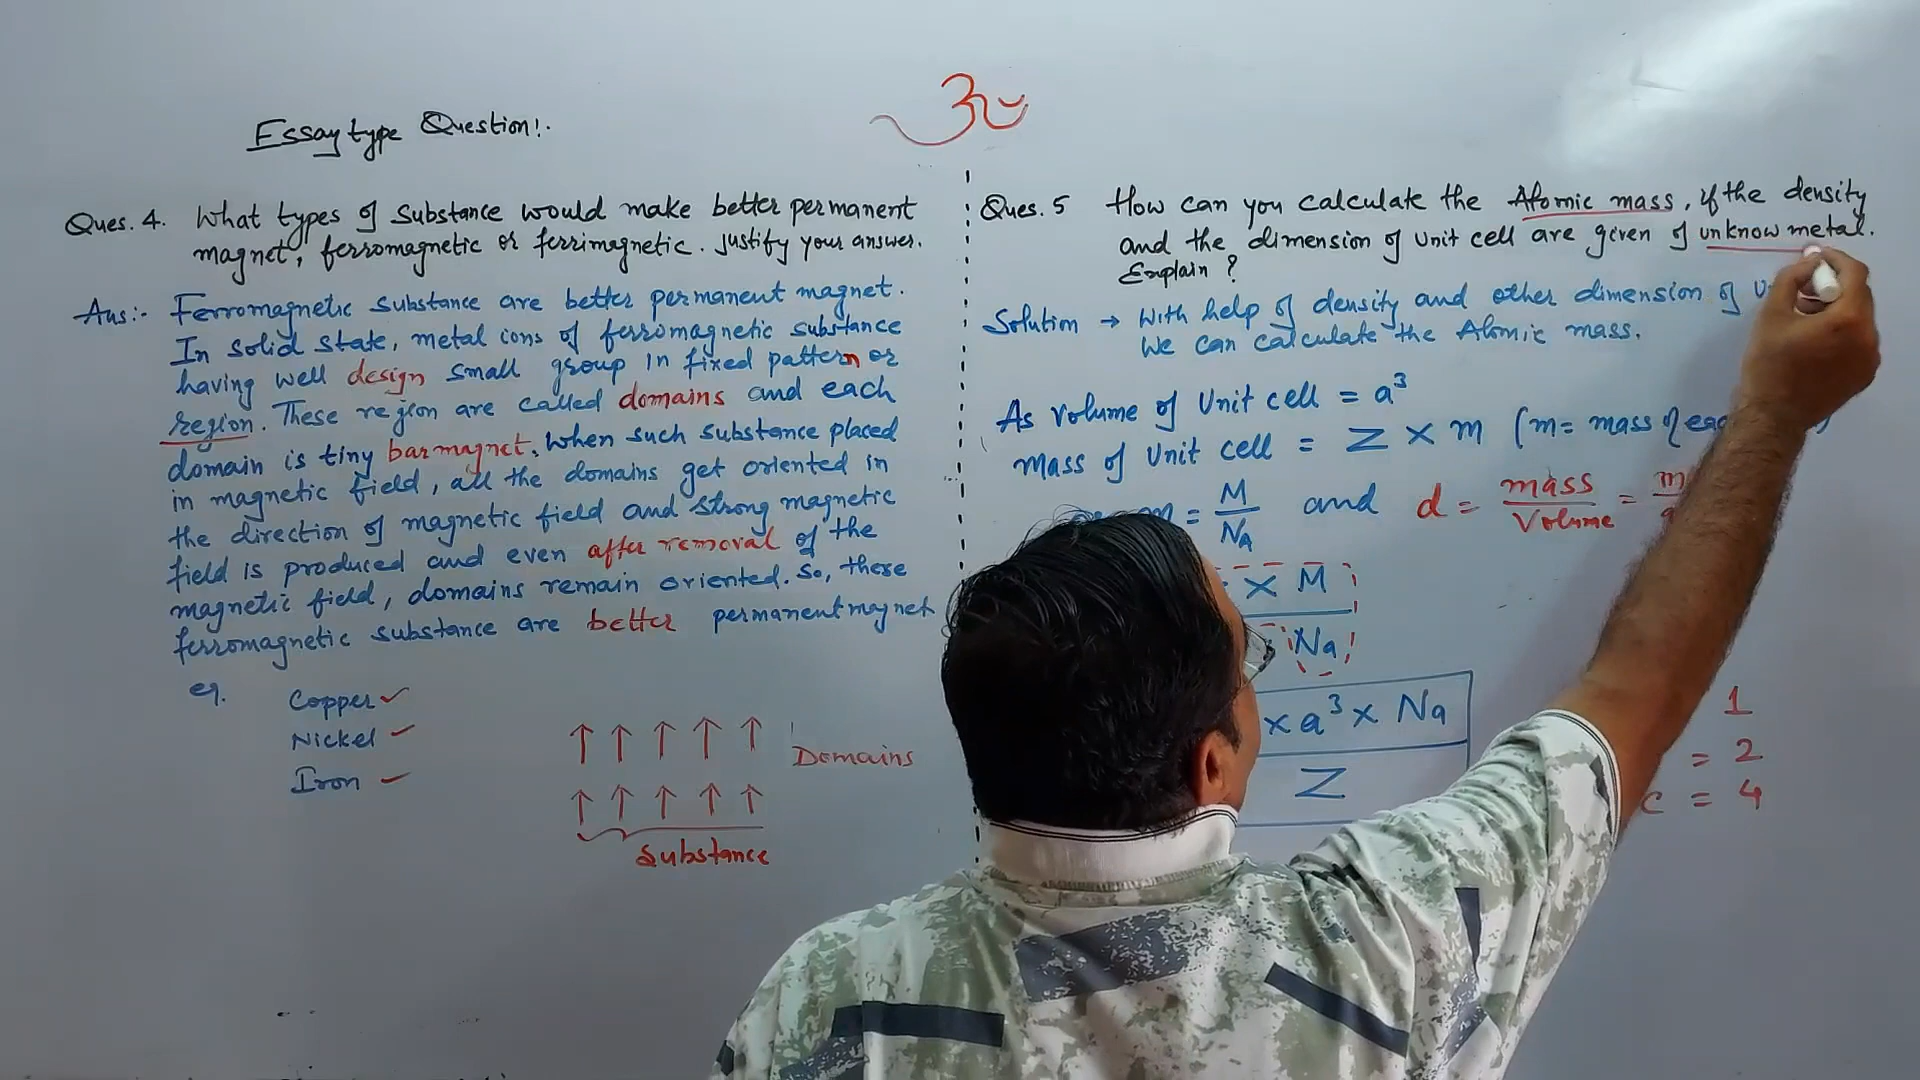 ॐ
Essay type Question:.
Ques. 4. What types of substance would make better permanent
magnet, ferromagnetic or ferrimagnetic. Justify your answer.
Ans:- Ferromagnetic substance are better permanent magnet.
In solid state, metal ions of ferromagnetic substance
having well design small group in fixed pattern or
region. These region are called domains and each
domain is tiny bar magnet. When such substance placed
in magnetic field, all the domains get oriented in
the direction of magnetic field and strong magnetic
field is produced and even after removal of the
magnetic field, domains remain oriented. So, these
ferromagnetic substance are better permanent magnet
eg.
Copper ✓
Nickel ✓
Iron ✓
↑ ↑ ↑ ↑ ↑
Domains
↑ ↑ ↑ ↑ ↑
Substance
Ques. 5 How can you calculate the Atomic mass, if the density
and the dimension of unit cell are given of unknow metal.
Explain ?
Solution → With help of density and other dimension of
We can calculate the Atomic mass.
As volume of Unit cell = a³
Mass of Unit cell = Z × m (m= mass of
m = M/NA and d = mass/Volume =
× M
Na
× a³ × Na
Z
1
= 2
= 4